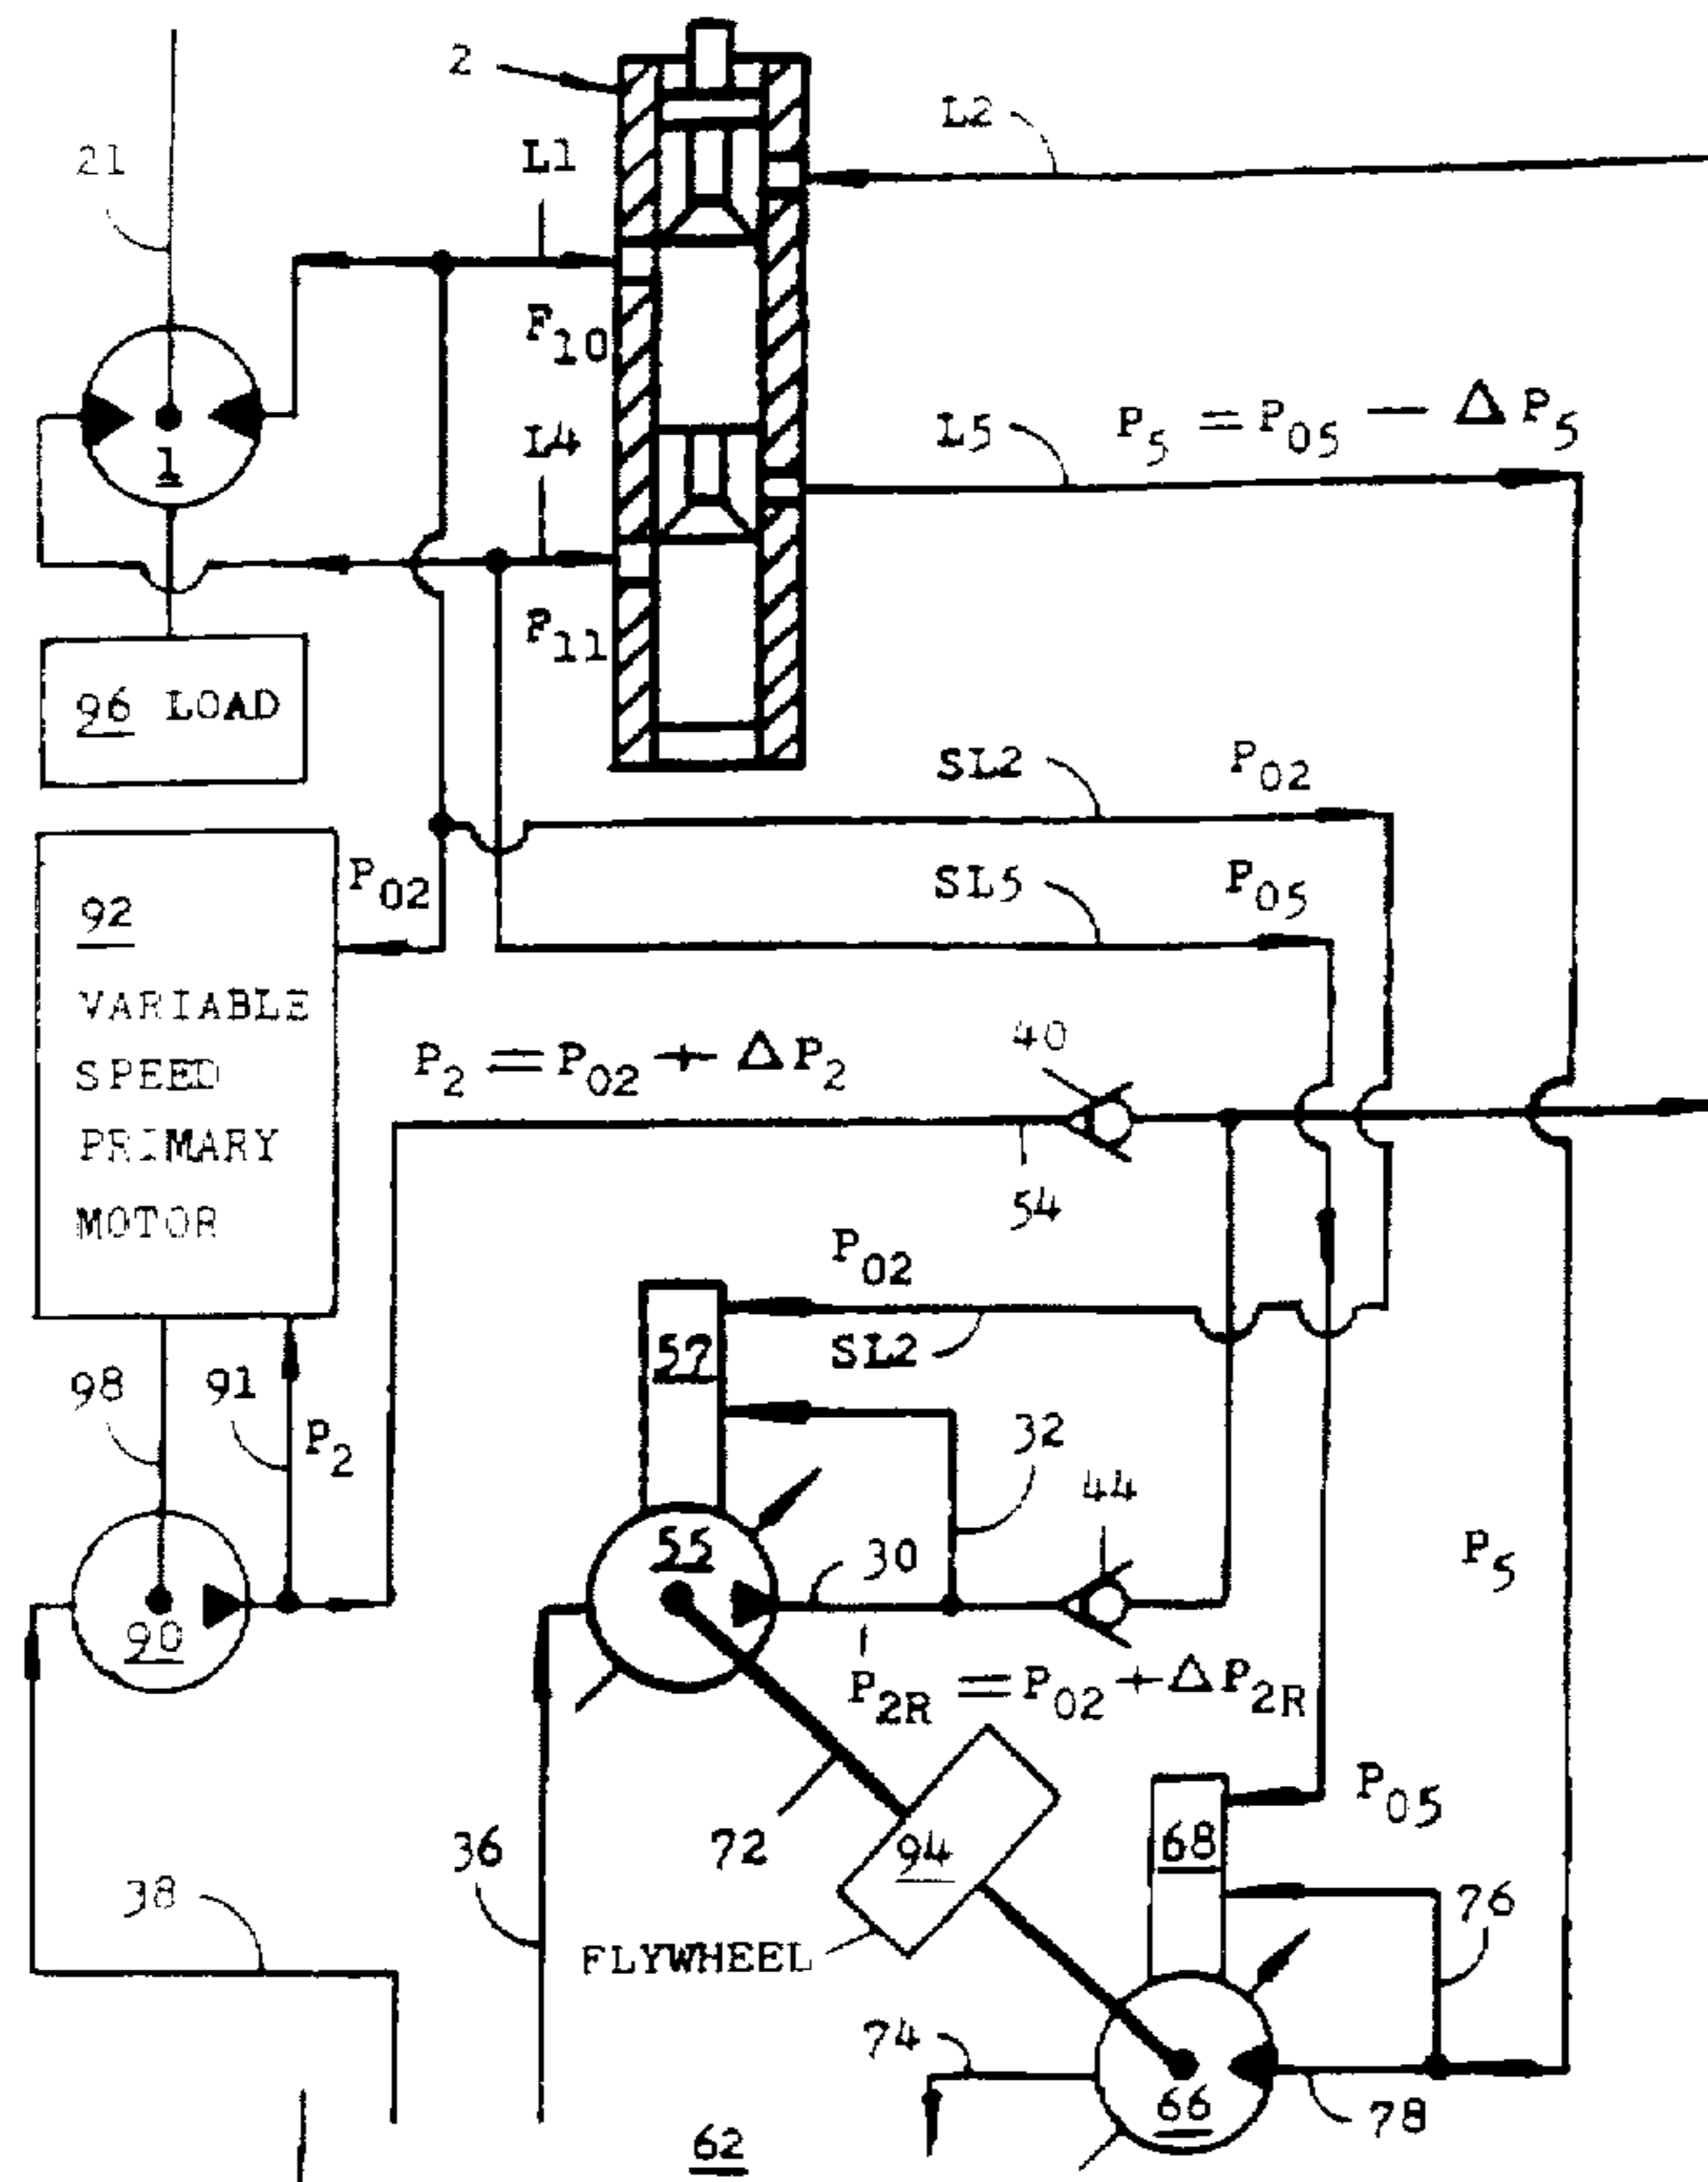 2
L2
21
L1
F10
L5
P5 = P05 − ΔP5
1
L4
F11
96 LOAD
SL2
P02
P02
SL5
P05
92
VARIABLE
SPEED
PRIMARY
MOTOR
P2 = P02 + ΔP2
40
54
P02
57
SL2
98
91
P2
32
44
55
30
P5
90
P2R = P02 + ΔP2R
72
94
P05
68
36
38
FLYWHEEL
76
74
66
78
62